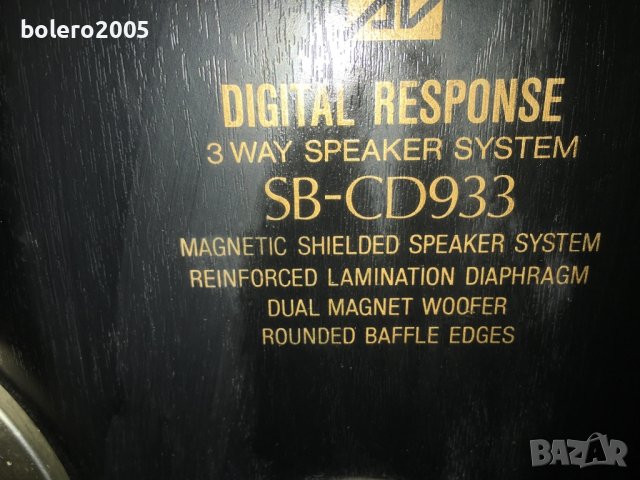 bolero2005
AV
DIGITAL RESPONSE
3 WAY SPEAKER SYSTEM
SB-CD933
MAGNETIC SHIELDED SPEAKER SYSTEM
REINFORCED LAMINATION DIAPHRAGM
DUAL MAGNET WOOFER
ROUNDED BAFFLE EDGES
BAZAR